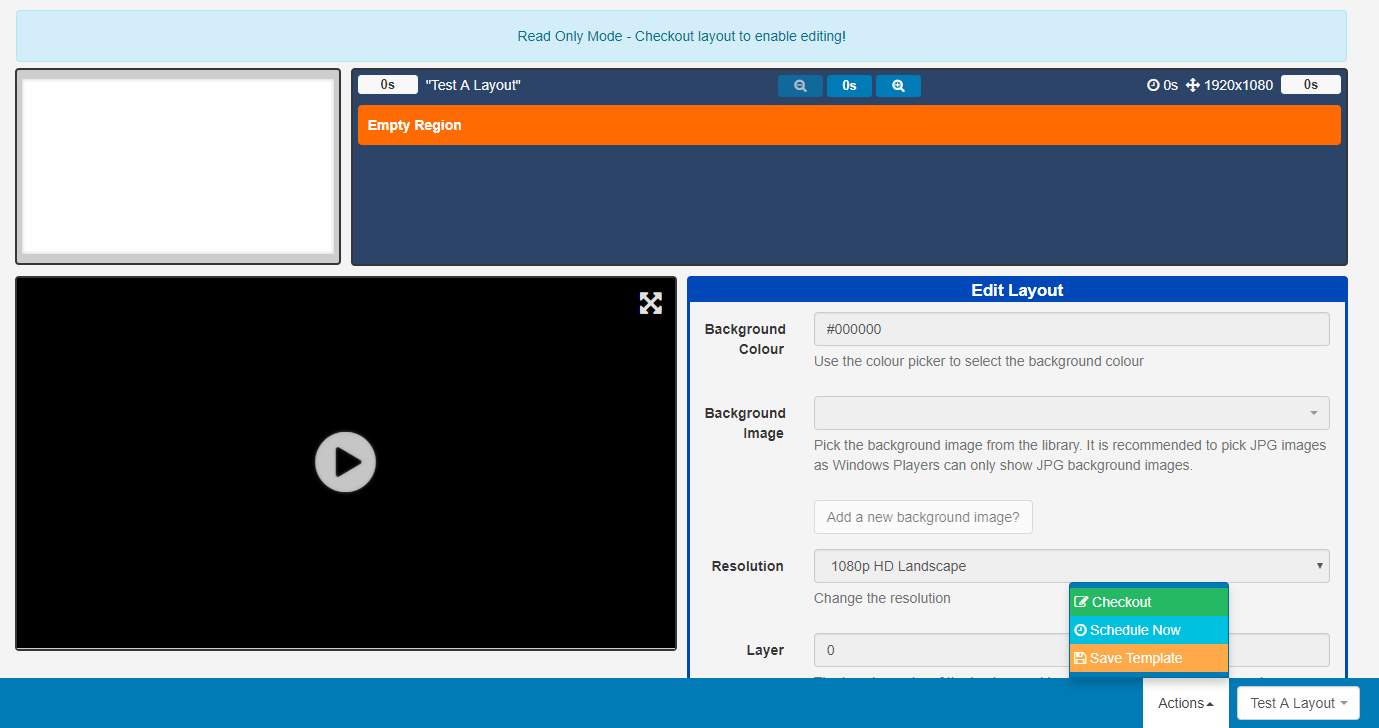 Read Only Mode - Checkout layout to enable editing!
0s "Test A Layout" 0s 0s 1920x1080 0s
Empty Region
Edit Layout
Background Colour
#000000
Use the colour picker to select the background colour
Background Image
Pick the background image from the library. It is recommended to pick JPG images
as Windows Players can only show JPG background images.
Add a new background image?
Resolution
1080p HD Landscape
Change the resolution
Layer
0
Checkout
Schedule Now
Save Template
Actions
Test A Layout